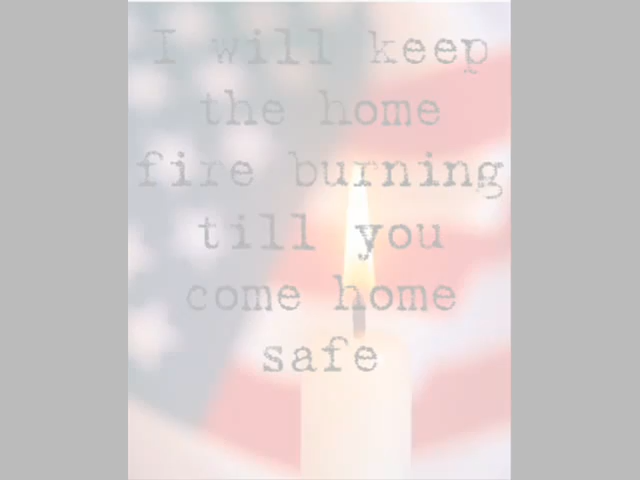 I will keep
the home
fire burning
till you
come home
safe